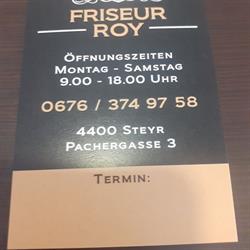 FRISEUR
ROY
ÖFFNUNGSZEITEN
MONTAG - SAMSTAG
9.00 - 18.00 UHR
0676 / 374 97 58
4400 STEYR
PACHERGASSE 3
TERMIN: